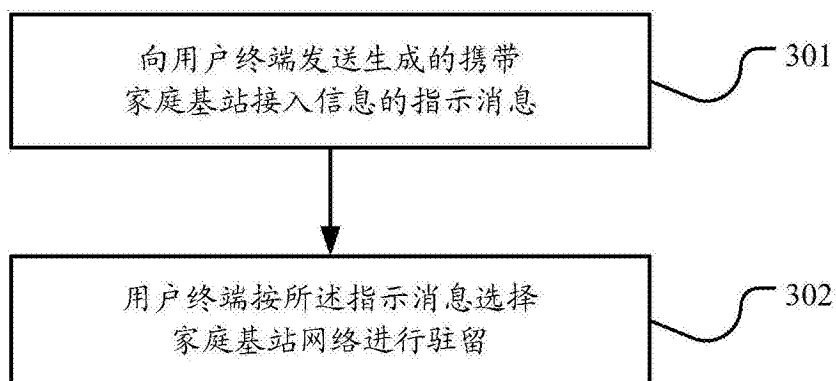 向用户终端发送生成的携带
家庭基站接入信息的指示消息
301
用户终端按所述指示消息选择
家庭基站网络进行驻留
302